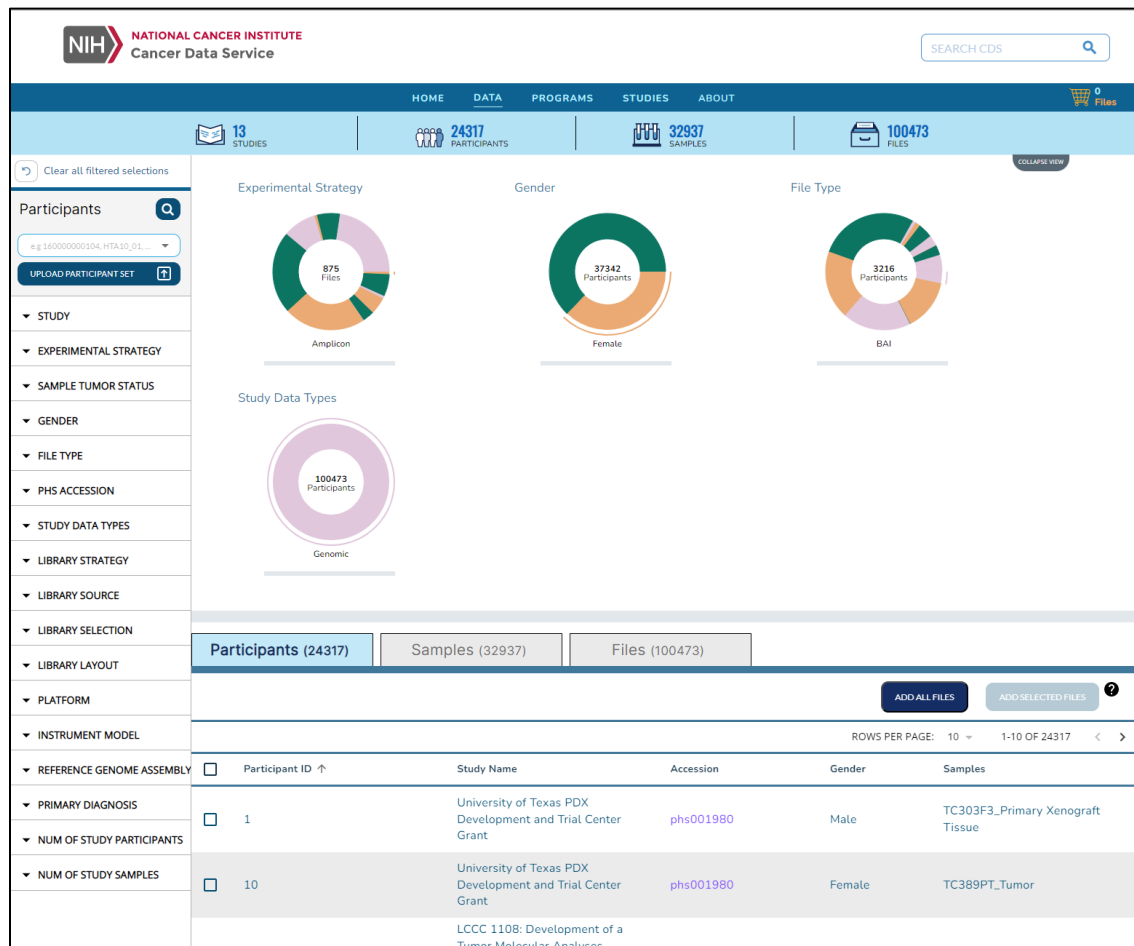 NIH
NATIONAL CANCER INSTITUTE
Cancer Data Service
SEARCH CDS
HOME DATA PROGRAMS STUDIES ABOUT
0
Files
13
STUDIES
24317
PARTICIPANTS
32937
SAMPLES
100473
FILES
Clear all filtered selections
COLLAPSE VIEW
Participants
e.g 160000000104, HTA10_01, ...
UPLOAD PARTICIPANT SET
STUDY
EXPERIMENTAL STRATEGY
SAMPLE TUMOR STATUS
GENDER
FILE TYPE
PHS ACCESSION
STUDY DATA TYPES
LIBRARY STRATEGY
LIBRARY SOURCE
LIBRARY SELECTION
LIBRARY LAYOUT
PLATFORM
INSTRUMENT MODEL
REFERENCE GENOME ASSEMBLY
PRIMARY DIAGNOSIS
NUM OF STUDY PARTICIPANTS
NUM OF STUDY SAMPLES
Experimental Strategy
875
Files
Amplicon
Gender
37342
Participants
Female
File Type
3216
Participants
BAI
Study Data Types
100473
Participants
Genomic
Participants (24317) Samples (32937) Files (100473)
ADD ALL FILES ADD SELECTED FILES ?
ROWS PER PAGE: 10 1-10 OF 24317 < >
Participant ID ↑ Study Name Accession Gender Samples
1
University of Texas PDX
Development and Trial Center
Grant
phs001980
Male
TC303F3_Primary Xenograft
Tissue
10
University of Texas PDX
Development and Trial Center
Grant
phs001980
Female
TC389PT_Tumor
LCCC 1108: Development of a
Tumor Molecular Analyses